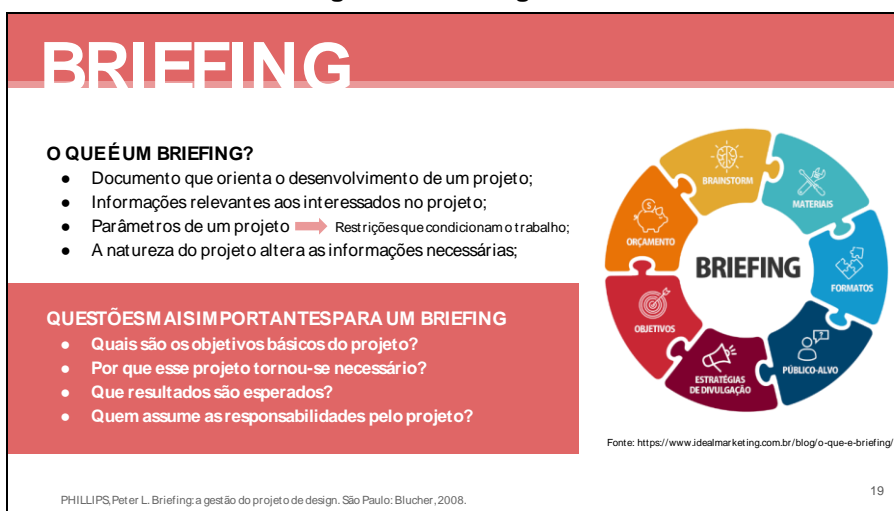 BRIEFING
O QUE É UM BRIEFING?
● Documento que orienta o desenvolvimento de um projeto;
● Informações relevantes aos interessados no projeto;
● Parâmetros de um projeto Restrições que condicionam o trabalho;
● A natureza do projeto altera as informações necessárias;
QUESTÕES MAIS IMPORTANTES PARA UM BRIEFING
● Quais são os objetivos básicos do projeto?
● Por que esse projeto tornou-se necessário?
● Que resultados são esperados?
● Quem assume as responsabilidades pelo projeto?
BRAINSTORM
MATERIAIS
ORÇAMENTO
BRIEFING
FORMATOS
OBJETIVOS
PÚBLICO-ALVO
ESTRATÉGIAS
DE DIVULGAÇÃO
Fonte: https://www.idealmarketing.com.br/blog/o-que-e-briefing/
PHILLIPS, Peter L. Briefing: a gestão do projeto de design. São Paulo: Blucher, 2008.
19